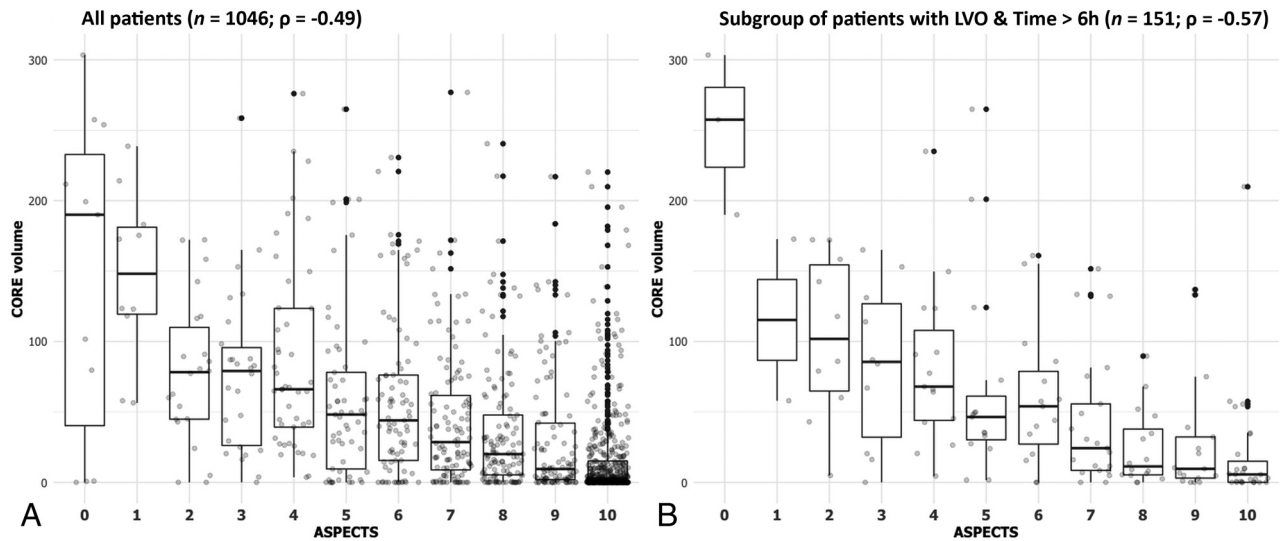 All patients (n = 1046; ρ = -0.49)
CORE volume
300
200
100
0
0 1 2 3 4 5 6 7 8 9 10
ASPECTS
A
Subgroup of patients with LVO & Time > 6h (n = 151; ρ = -0.57)
CORE volume
300
200
100
0
0 1 2 3 4 5 6 7 8 9 10
ASPECTS
B